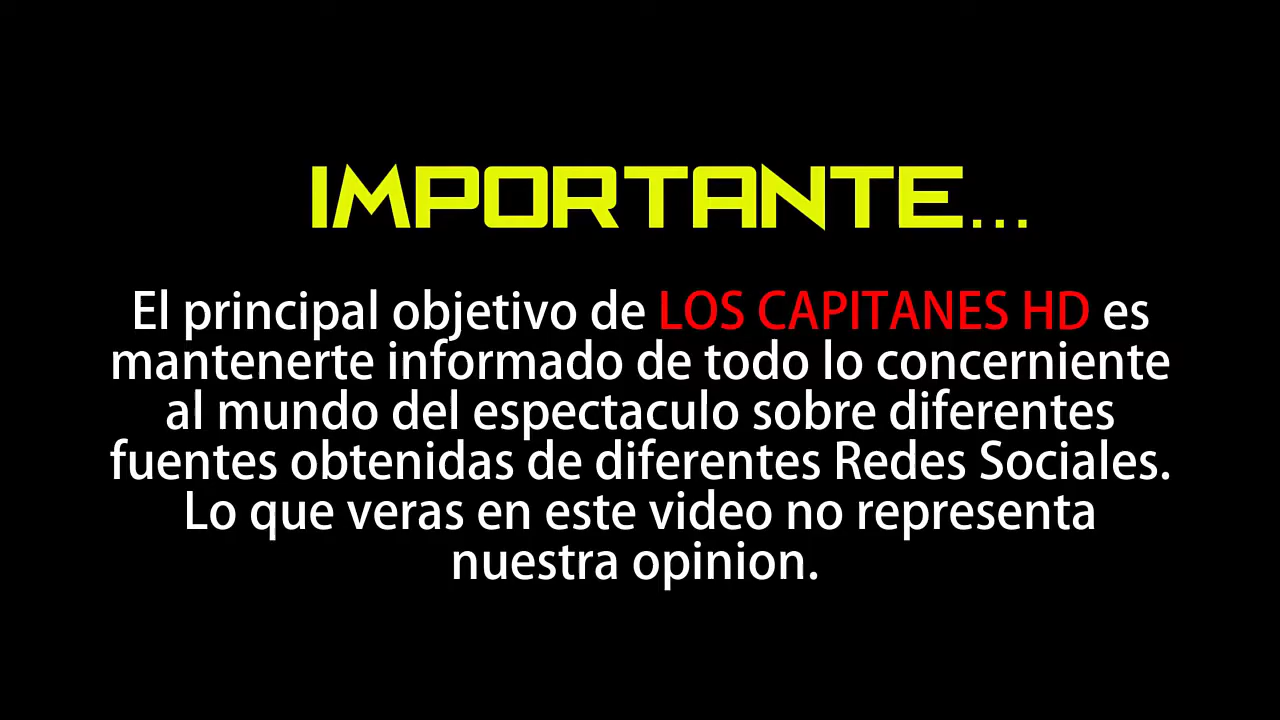 IMPORTANTE...
El principal objetivo de LOS CAPITANES HD es
mantenerte informado de todo lo concerniente
al mundo del espectaculo sobre diferentes
fuentes obtenidas de diferentes Redes Sociales.
Lo que veras en este video no representa
nuestra opinion.